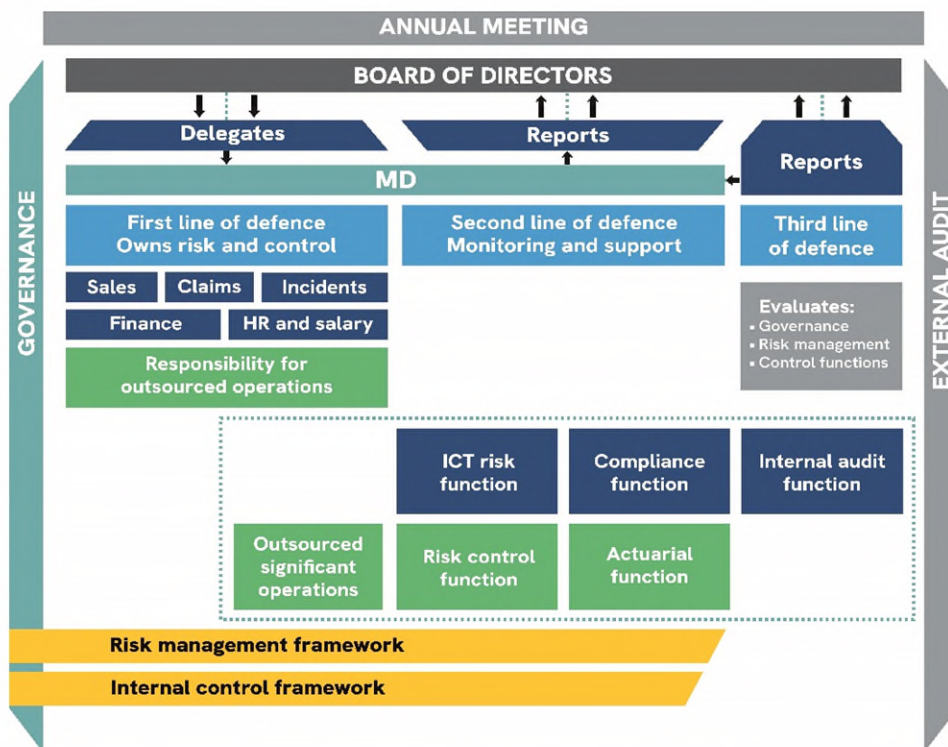 ANNUAL MEETING
BOARD OF DIRECTORS
GOVERNANCE
EXTERNAL AUDIT
Delegates
Reports
Reports
MD
First line of defence
Owns risk and control
Second line of defence
Monitoring and support
Third line
of defence
Sales
Claims
Incidents
Finance
HR and salary
Responsibility for
outsourced operations
Evaluates:
▪ Governance
▪ Risk management
▪ Control functions
ICT risk
function
Compliance
function
Internal audit
function
Outsourced
significant
operations
Risk control
function
Actuarial
function
Risk management framework
Internal control framework